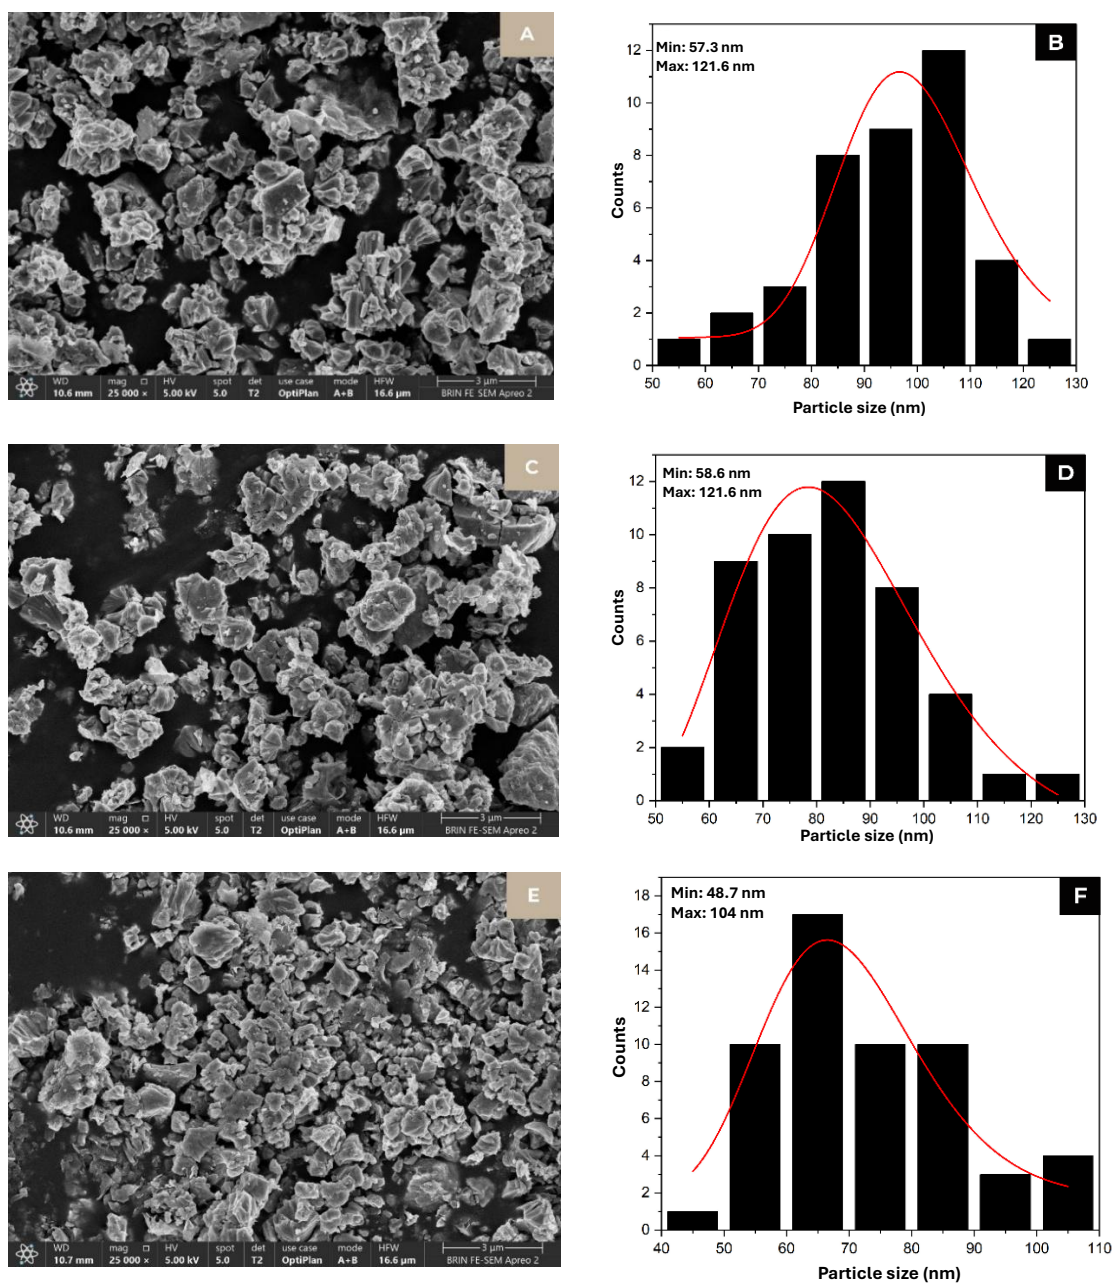 A
WD mag □ HV spot det use case mode HFW 3 µm
10.6 mm 25 000 × 5.00 kV 5.0 T2 OptiPlan A+B 16.6 µm BRIN FE-SEM Apreo 2
B
Min: 57.3 nm
Max: 121.6 nm
Counts
12
10
8
6
4
2
0
50 60 70 80 90 100 110 120 130
Particle size (nm)
C
WD mag □ HV spot det use case mode HFW 3 µm
10.6 mm 25 000 × 5.00 kV 5.0 T2 OptiPlan A+B 16.6 µm BRIN FE-SEM Apreo 2
D
Min: 58.6 nm
Max: 121.6 nm
Counts
12
10
8
6
4
2
0
50 60 70 80 90 100 110 120 130
Particle size (nm)
E
WD mag □ HV spot det use case mode HFW 3 µm
10.7 mm 25 000 × 5.00 kV 5.0 T2 OptiPlan A+B 16.6 µm BRIN FE-SEM Apreo 2
F
Min: 48.7 nm
Max: 104 nm
Counts
18
16
14
12
10
8
6
4
2
0
40 50 60 70 80 90 100 110
Particle size (nm)